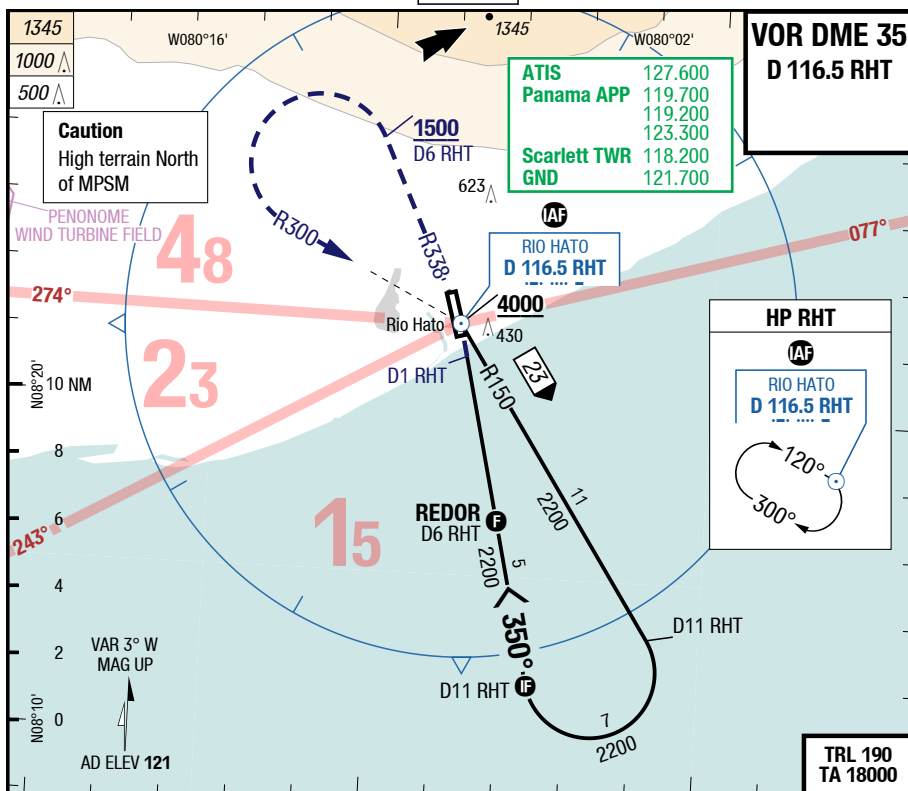 1345
1000
500
W080°16'
1345
W080°02'
VOR DME 35
D 116.5 RHT
ATIS 127.600
Panama APP 119.700
119.200
123.300
Scarlett TWR 118.200
GND 121.700
Caution
High terrain North
of MPSM
1500
D6 RHT
623
PENONOME
WIND TURBINE FIELD
48
R300
R338
IAF
RIO HATO
D 116.5 RHT
077°
274°
4000
430
Rio Hato
D1 RHT
23
R150
HP RHT
IAF
RIO HATO
D 116.5 RHT
120°
300°
N08°20'
10 NM
8
6
4
2
0
23
243°
15
REDOR
F
D6 RHT
5
2200
11
2200
350°
D11 RHT
IF
D11 RHT
7
2200
VAR 3° W
MAG UP
N08°10'
AD ELEV 121
TRL 190
TA 18000